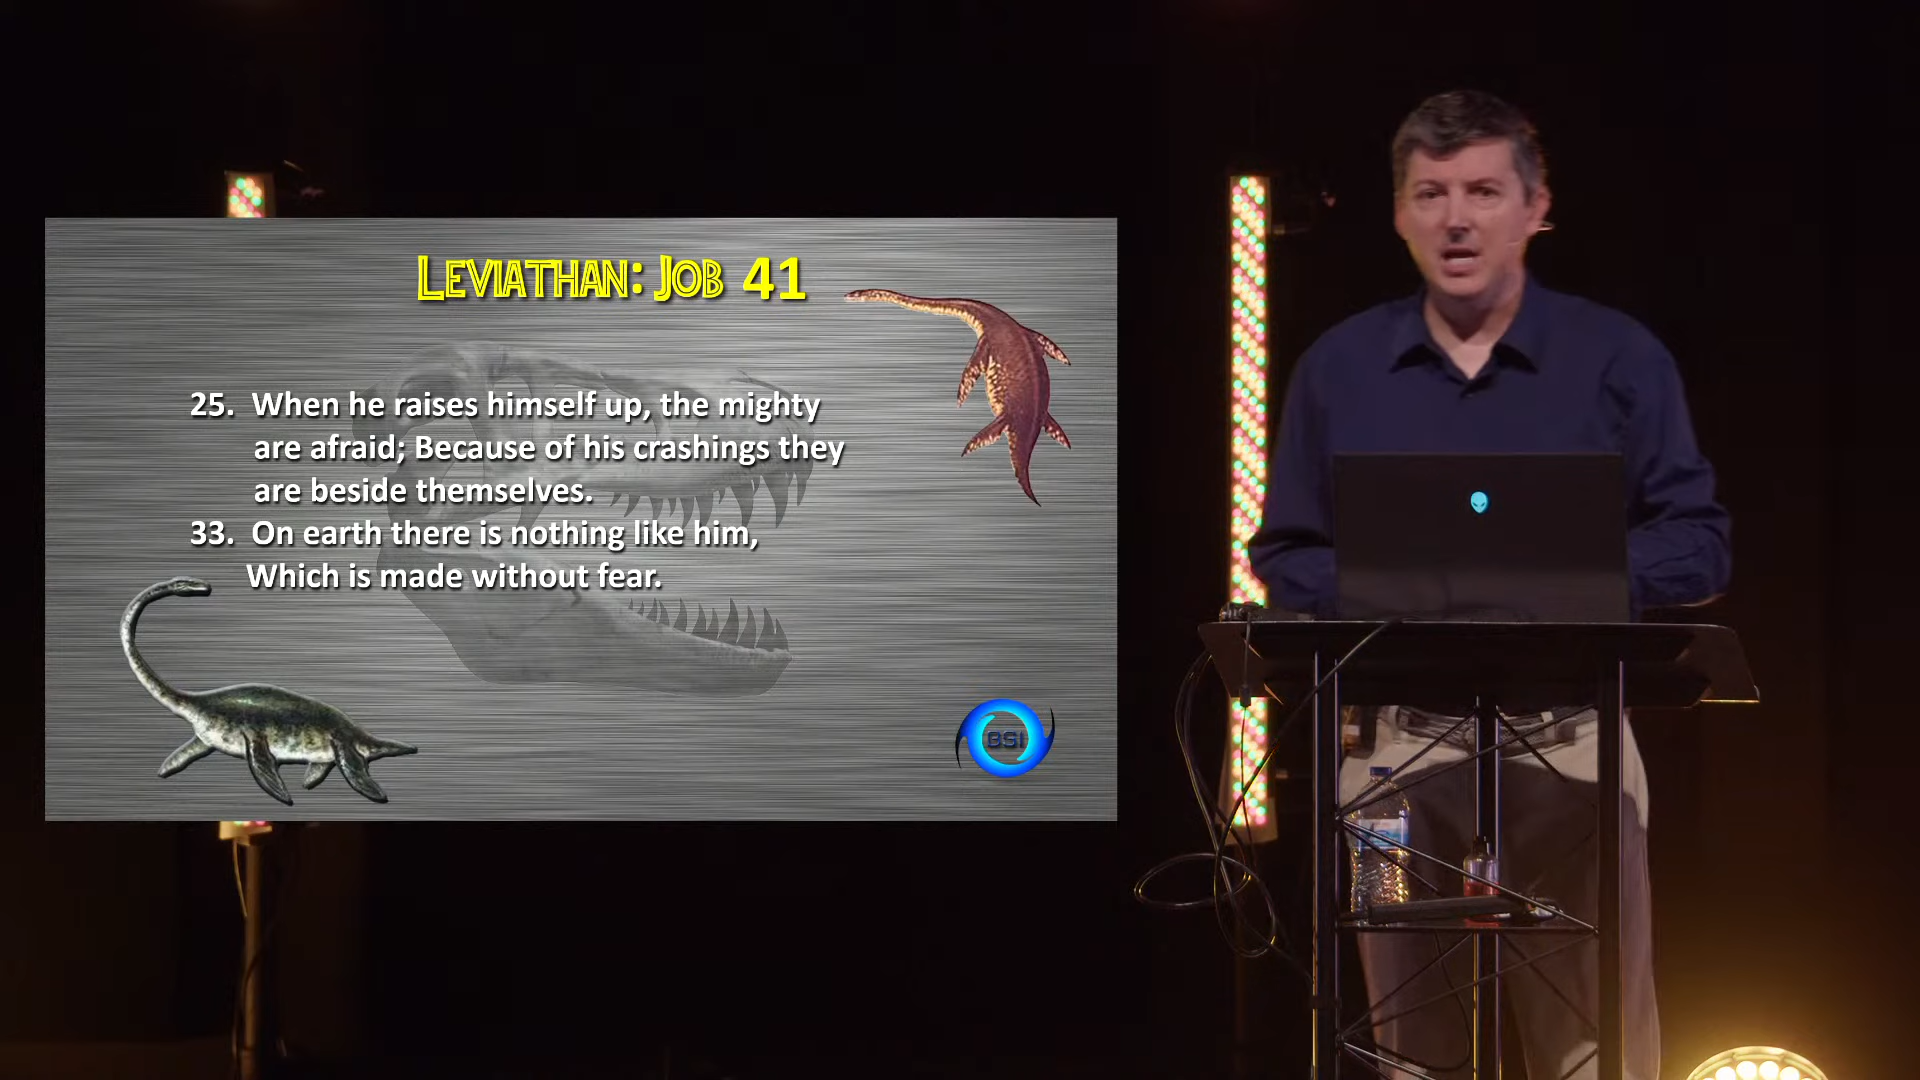 LEVIATHAN: JOB 41
25. When he raises himself up, the mighty
are afraid; Because of his crashings they
are beside themselves.
33. On earth there is nothing like him,
Which is made without fear.
BSI